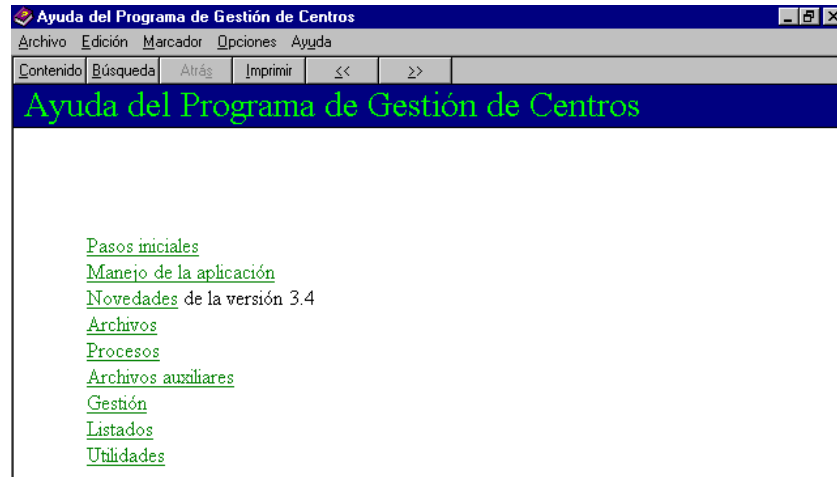 Ayuda del Programa de Gestión de Centros
Archivo Edición Marcador Opciones Ayuda
Contenido Búsqueda Atrás Imprimir << >>
Ayuda del Programa de Gestión de Centros
Pasos iniciales
Manejo de la aplicación
Novedades de la versión 3.4
Archivos
Procesos
Archivos auxiliares
Gestión
Listados
Utilidades